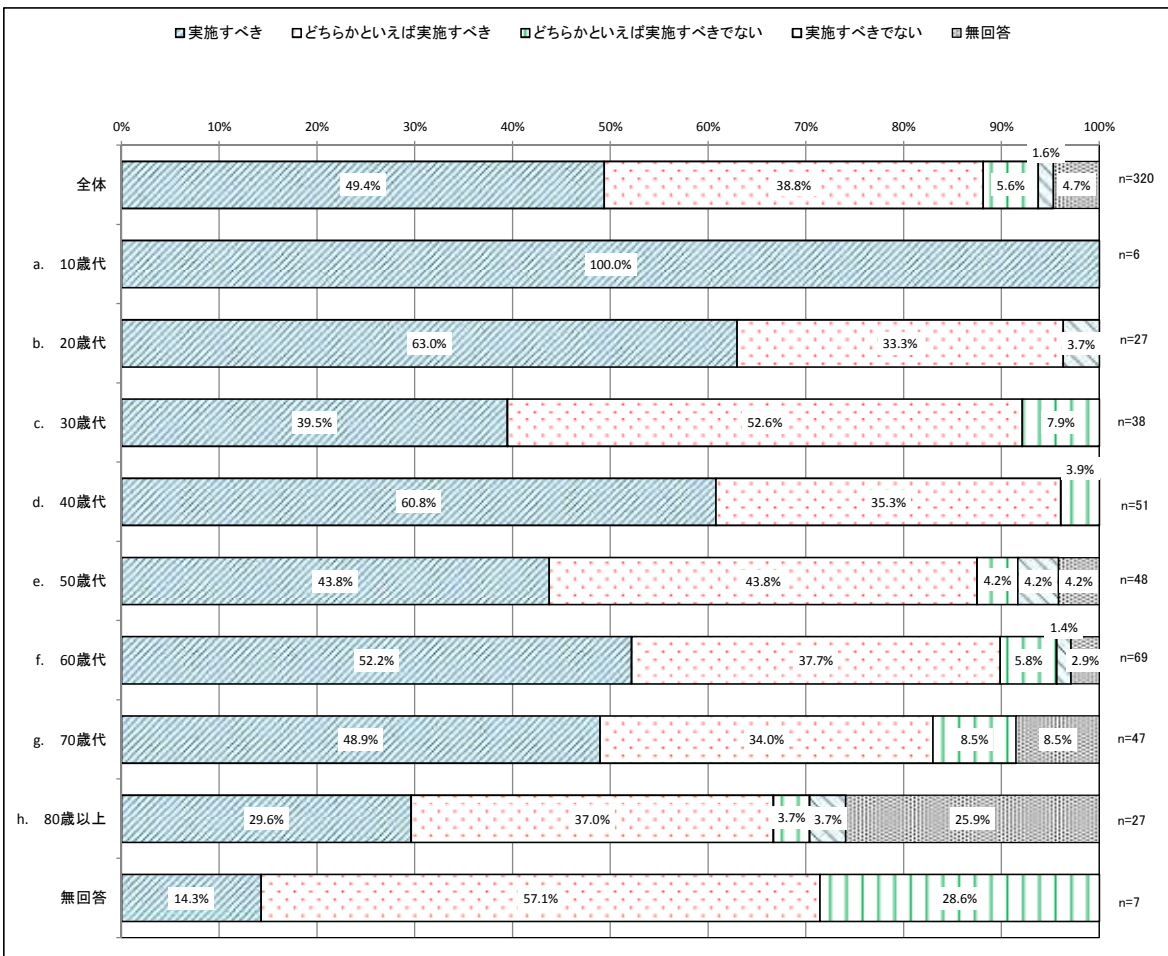 実施すべき どちらかといえば実施すべき どちらかといえば実施すべきでない 実施すべきでない 無回答
0% 10% 20% 30% 40% 50% 60% 70% 80% 90% 100%
1.6%
全体 49.4% 38.8% 5.6% 4.7% n=320
a. 10歳代 100.0% n=6
b. 20歳代 63.0% 33.3% 3.7% n=27
c. 30歳代 39.5% 52.6% 7.9% n=38
3.9%
d. 40歳代 60.8% 35.3% n=51
e. 50歳代 43.8% 43.8% 4.2% 4.2% 4.2% n=48
1.4%
f. 60歳代 52.2% 37.7% 5.8% 2.9% n=69
g. 70歳代 48.9% 34.0% 8.5% 8.5% n=47
h. 80歳以上 29.6% 37.0% 3.7% 3.7% 25.9% n=27
無回答 14.3% 57.1% 28.6% n=7